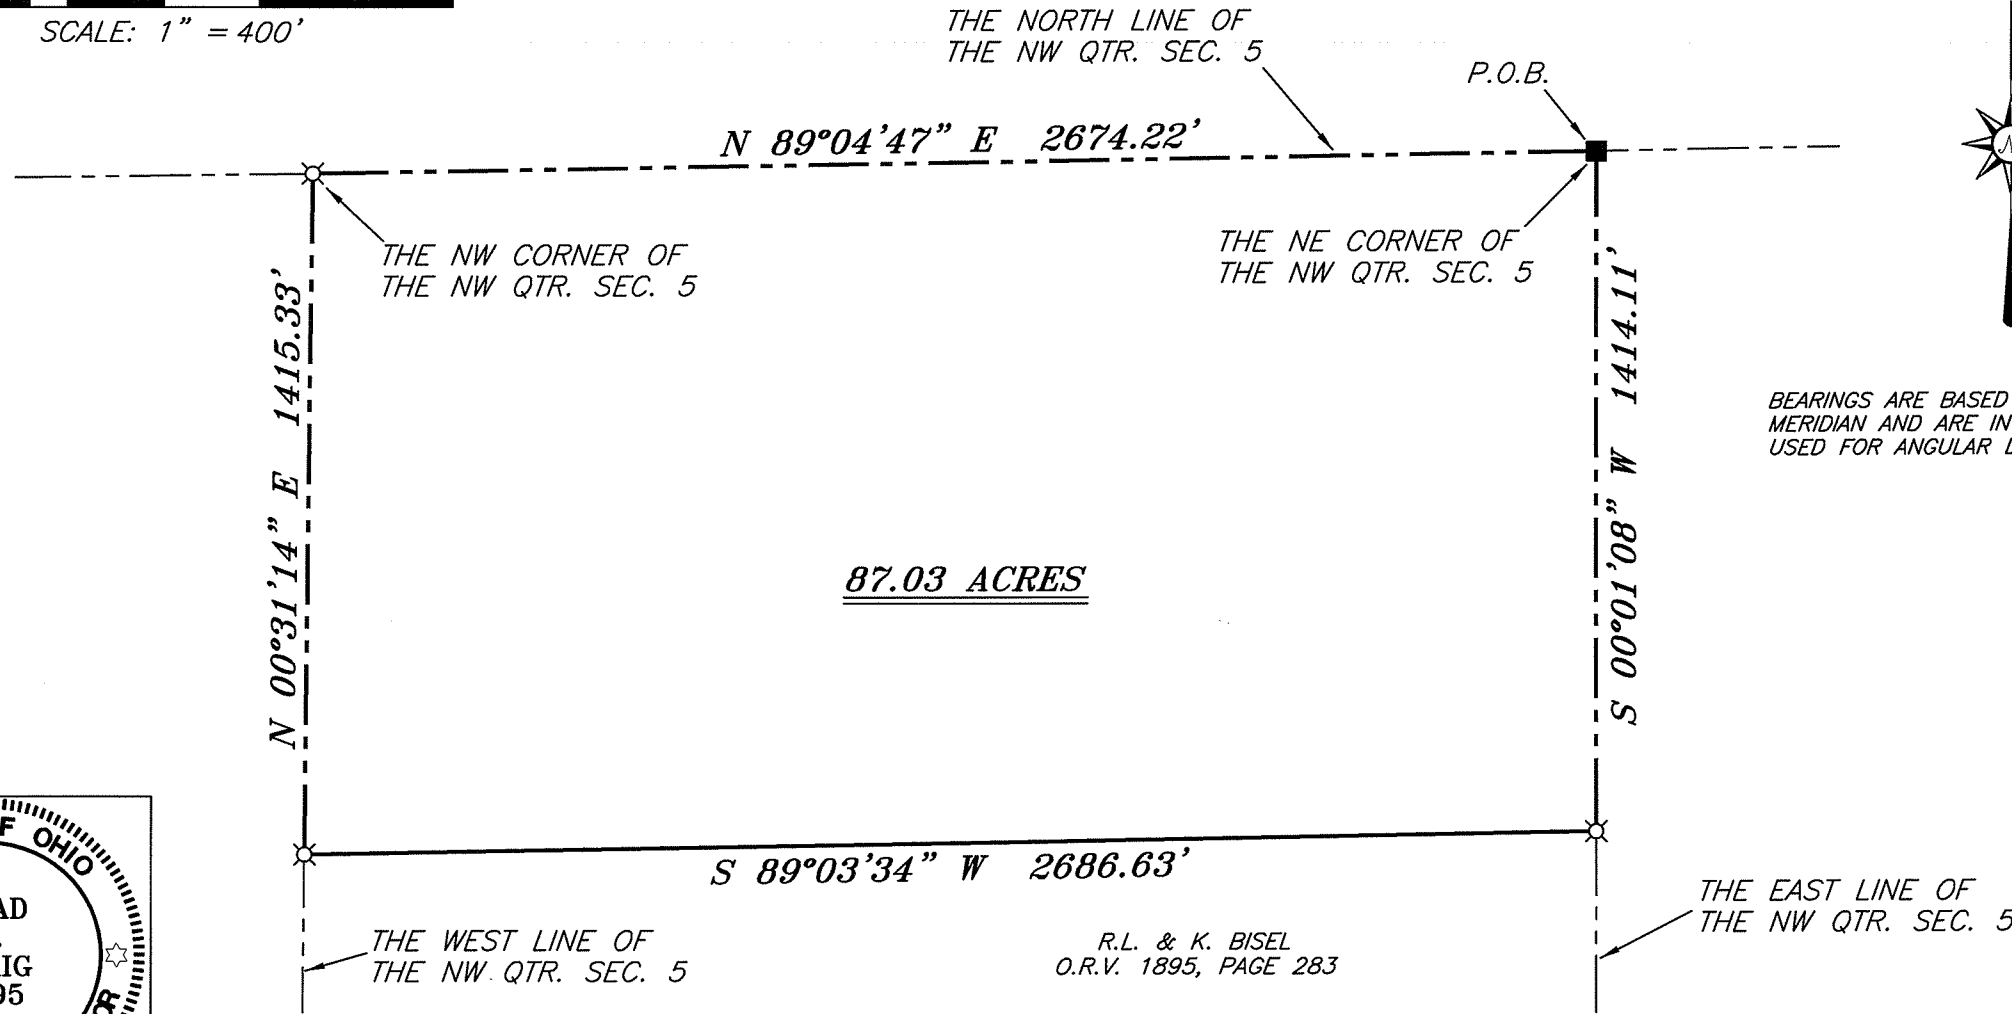 SCALE: 1" = 400'
THE NORTH LINE OF
THE NW QTR. SEC. 5
P.O.B.
N 89°04'47" E 2674.22'
THE NW CORNER OF
THE NW QTR. SEC. 5
THE NE CORNER OF
THE NW QTR. SEC. 5
N 00°31'14" E 1415.33'
S 00°01'08" W 1414.11'
BEARINGS ARE BASED
MERIDIAN AND ARE IN
USED FOR ANGULAR
87.03 ACRES
S 89°03'34" W 2686.63'
THE WEST LINE OF
THE NW QTR. SEC. 5
R.L. & K. BISEL
O.R.V. 1895, PAGE 283
THE EAST LINE OF
THE NW QTR. SEC. 5
OHIO